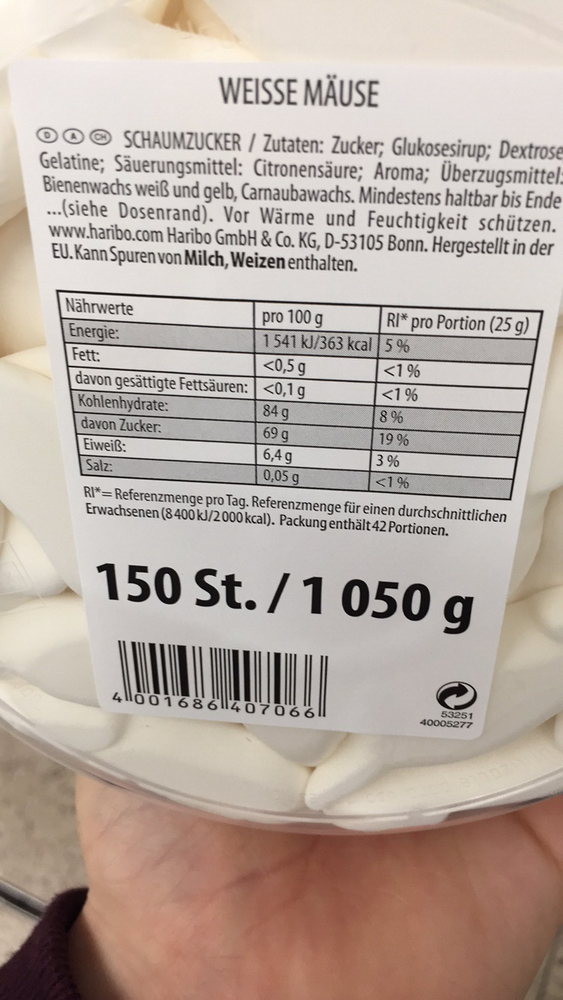 WEISSE MÄUSE
D A CH SCHAUMZUCKER / Zutaten: Zucker; Glukosesirup; Dextrose
Gelatine; Säuerungsmittel: Citronensäure; Aroma; Überzugsmittel:
Bienenwachs weiß und gelb, Carnaubawachs. Mindestens haltbar bis Ende
...(siehe Dosenrand). Vor Wärme und Feuchtigkeit schützen.
www.haribo.com Haribo GmbH & Co. KG, D-53105 Bonn. Hergestellt in der
EU. Kann Spuren von Milch, Weizen enthalten.
Nährwerte pro 100 g RI* pro Portion (25 g)
Energie: 1 541 kJ/363 kcal 5 %
Fett: <0,5 g <1 %
davon gesättigte Fettsäuren: <0,1 g <1 %
Kohlenhydrate: 84 g 8 %
davon Zucker: 69 g 19 %
Eiweiß: 6,4 g 3 %
Salz: 0,05 g <1 %
RI*= Referenzmenge pro Tag. Referenzmenge für einen durchschnittlichen
Erwachsenen (8 400 kJ/2 000 kcal). Packung enthält 42 Portionen.
150 St. / 1 050 g
4 001686 407066
53251
40005277